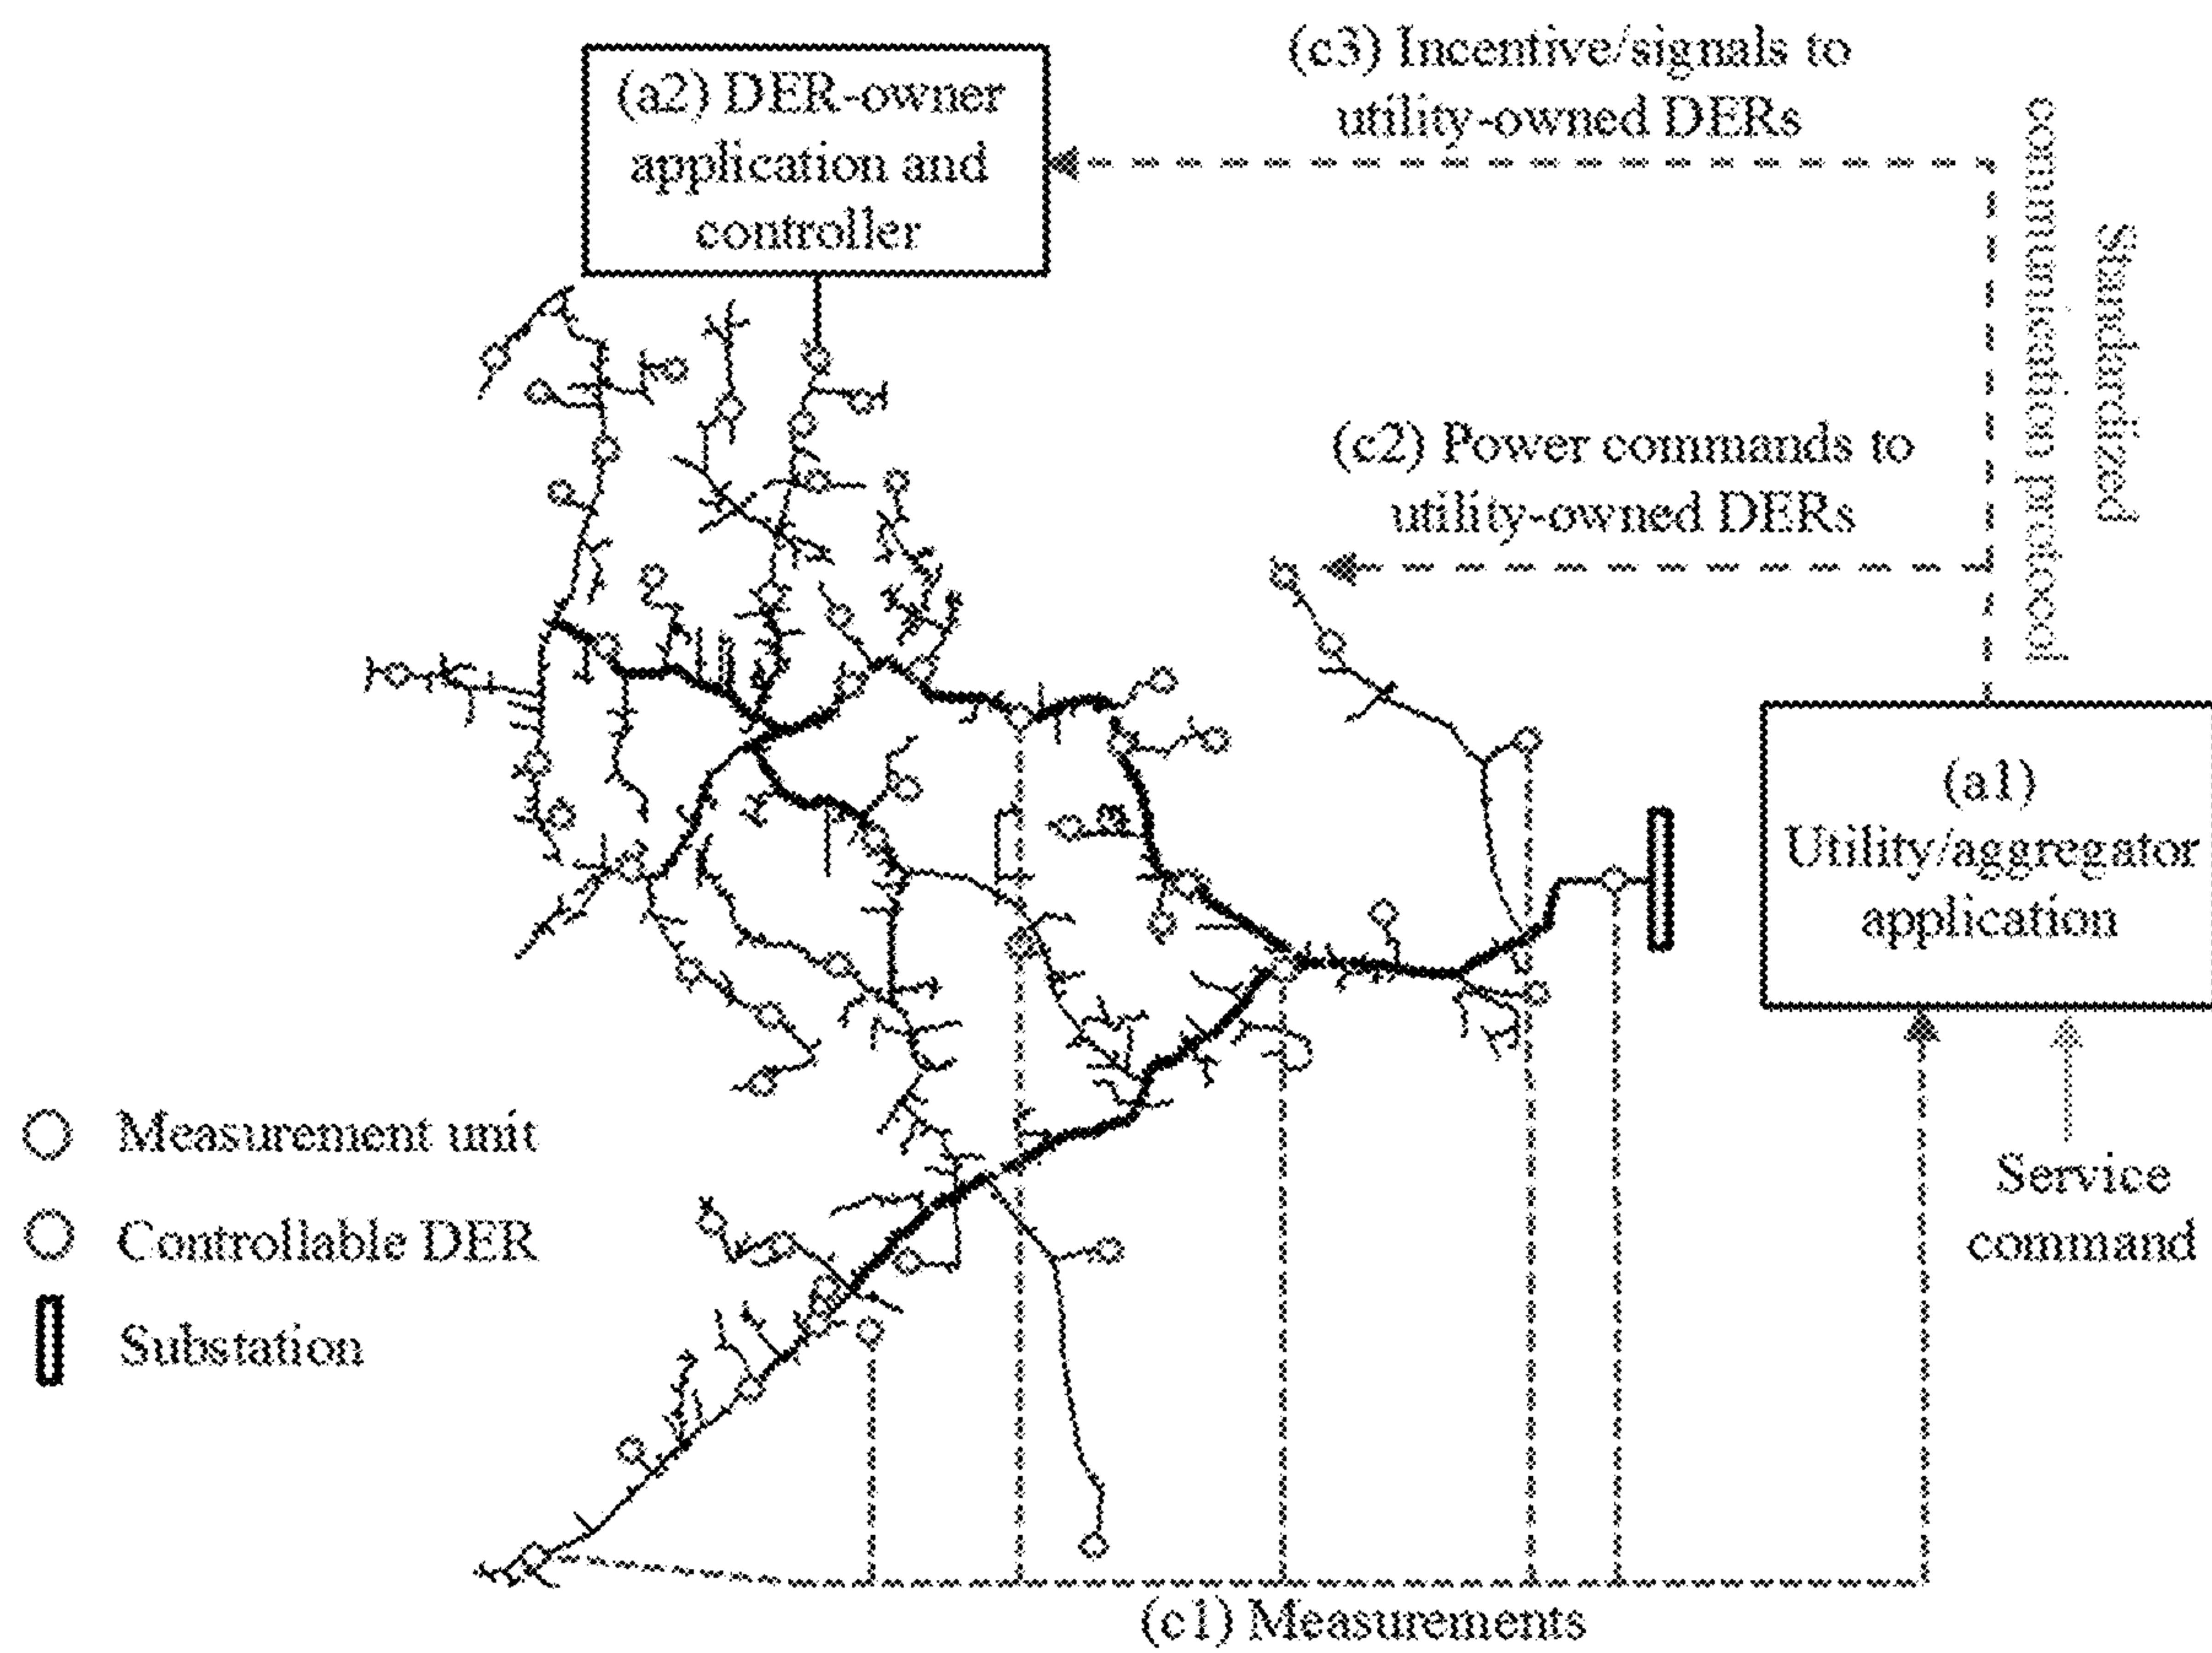 (c3) Incentive/signals to
utility-owned DERs
(a2) DER-owner
application and
controller
Standardized
communication protocol
(c2) Power commands to
utility-owned DERs
(a1)
Utility/aggregator
application
Measurement unit
Controllable DER
Substation
Service
command
(c1) Measurements